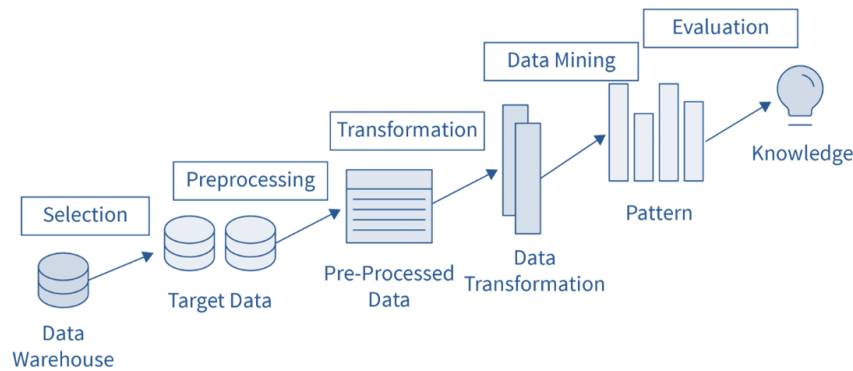 Evaluation
Data Mining
Transformation
Preprocessing
Selection
Knowledge
Pattern
Data
Transformation
Pre-Processed
Data
Target Data
Data
Warehouse